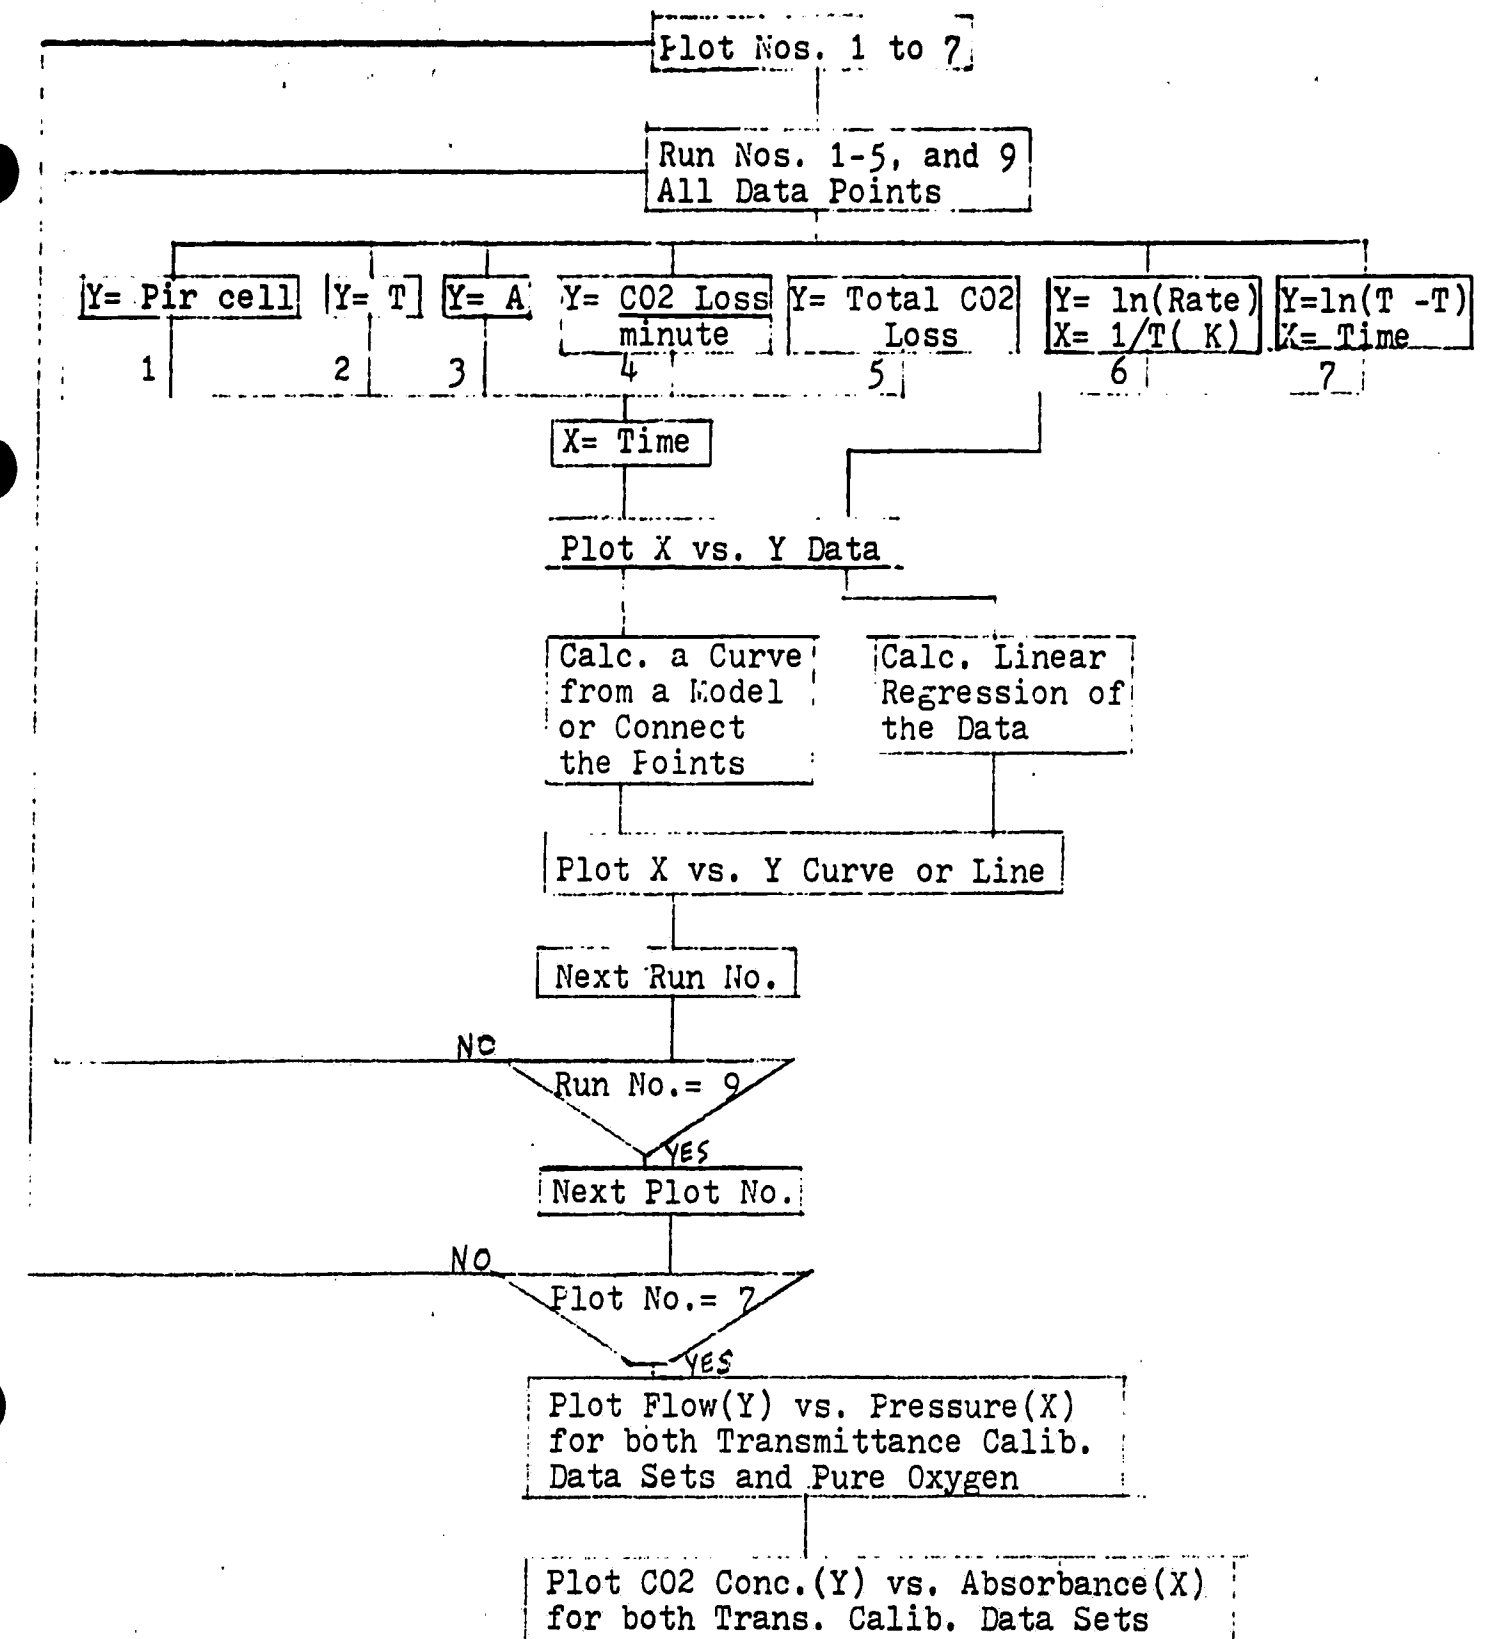 Plot Nos. 1 to 7
Run Nos. 1-5, and 9
All Data Points
Y= Pir cell
Y= T
Y= A
Y= CO2 Loss
minute
Y= Total CO2
Loss
Y= ln(Rate)
X= 1/T( K)
Y=ln(T -T)
X= Time
1
2
3
4
5
6
7
X= Time
Plot X vs. Y Data
Calc. a Curve
from a Model
or Connect
the Points
Calc. Linear
Regression of
the Data
Plot X vs. Y Curve or Line
Next Run No.
NO
Run No.= 9
YES
Next Plot No.
NO
Plot No.= 7
YES
Plot Flow(Y) vs. Pressure(X)
for both Transmittance Calib.
Data Sets and Pure Oxygen
Plot CO2 Conc.(Y) vs. Absorbance(X)
for both Trans. Calib. Data Sets